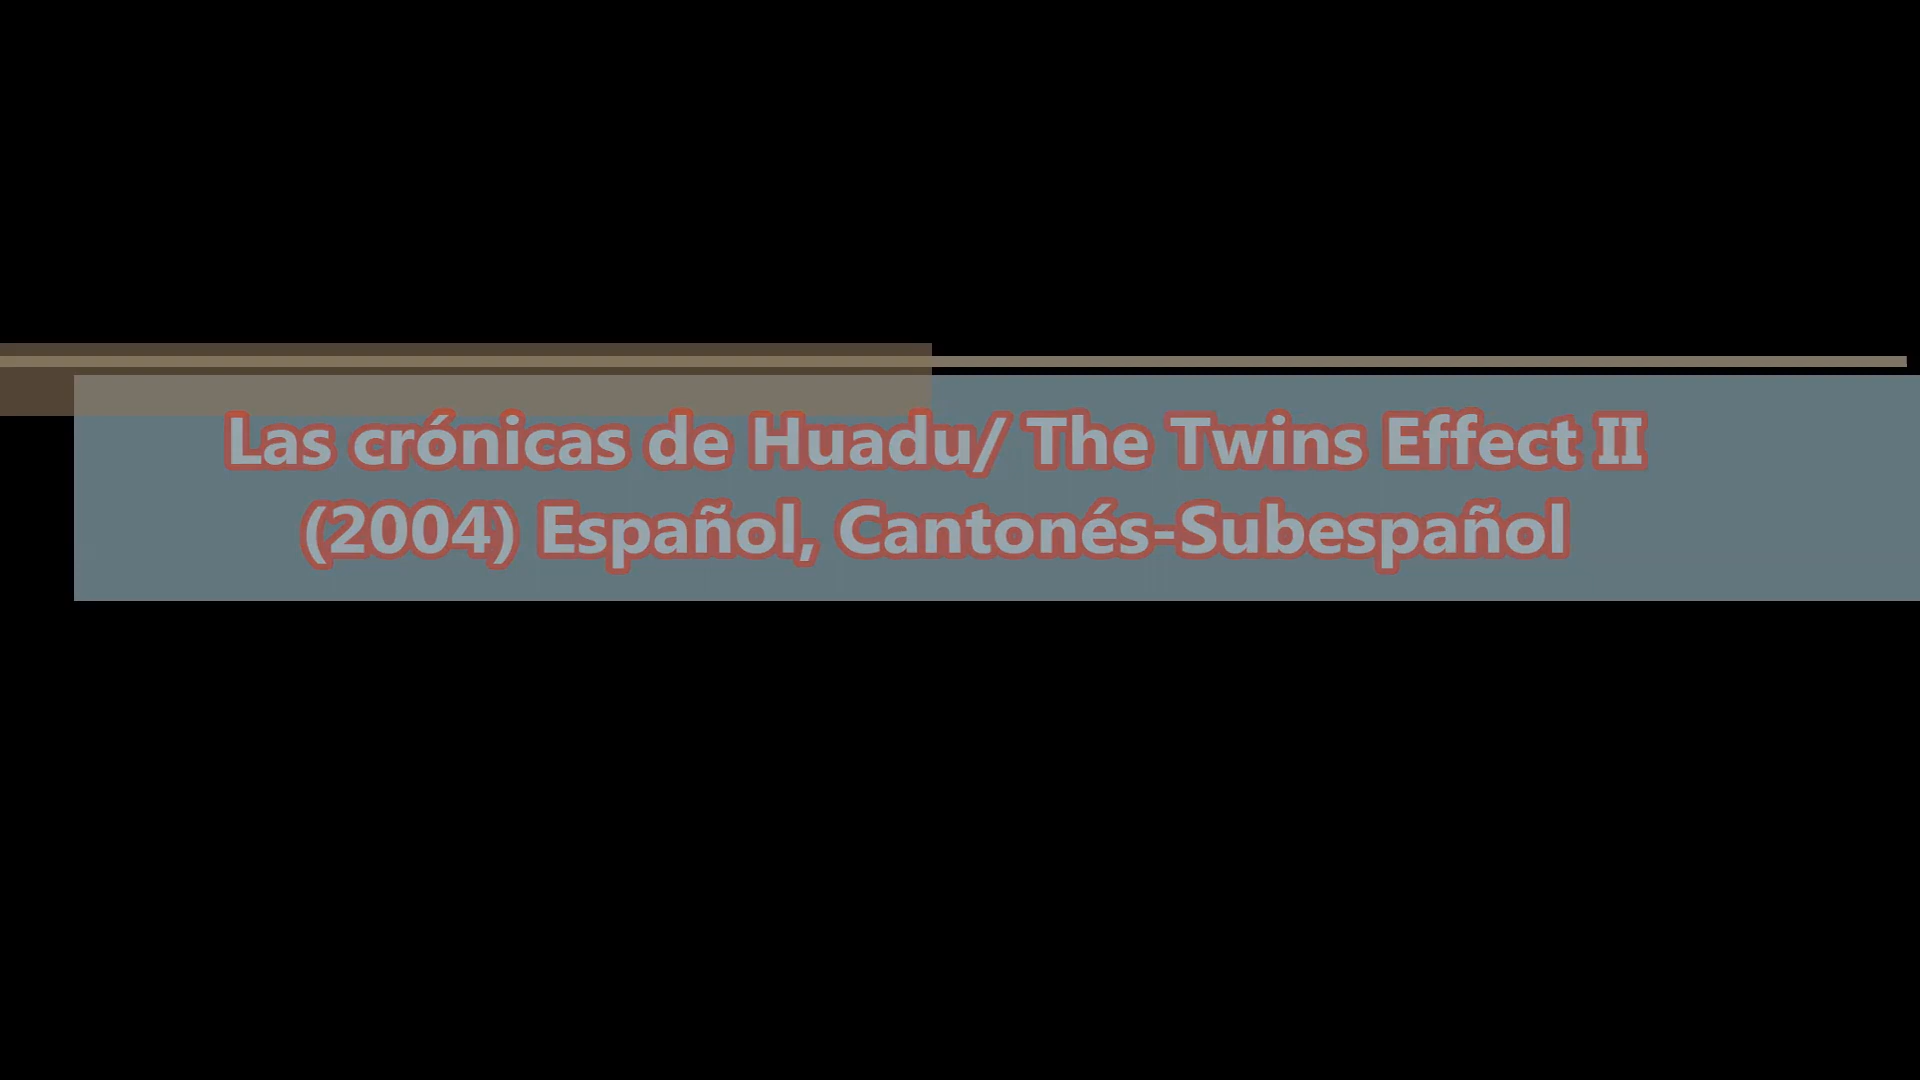 Las crónicas de Huadu/ The Twins Effect II
(2004) Español, Cantonés-Subespañol